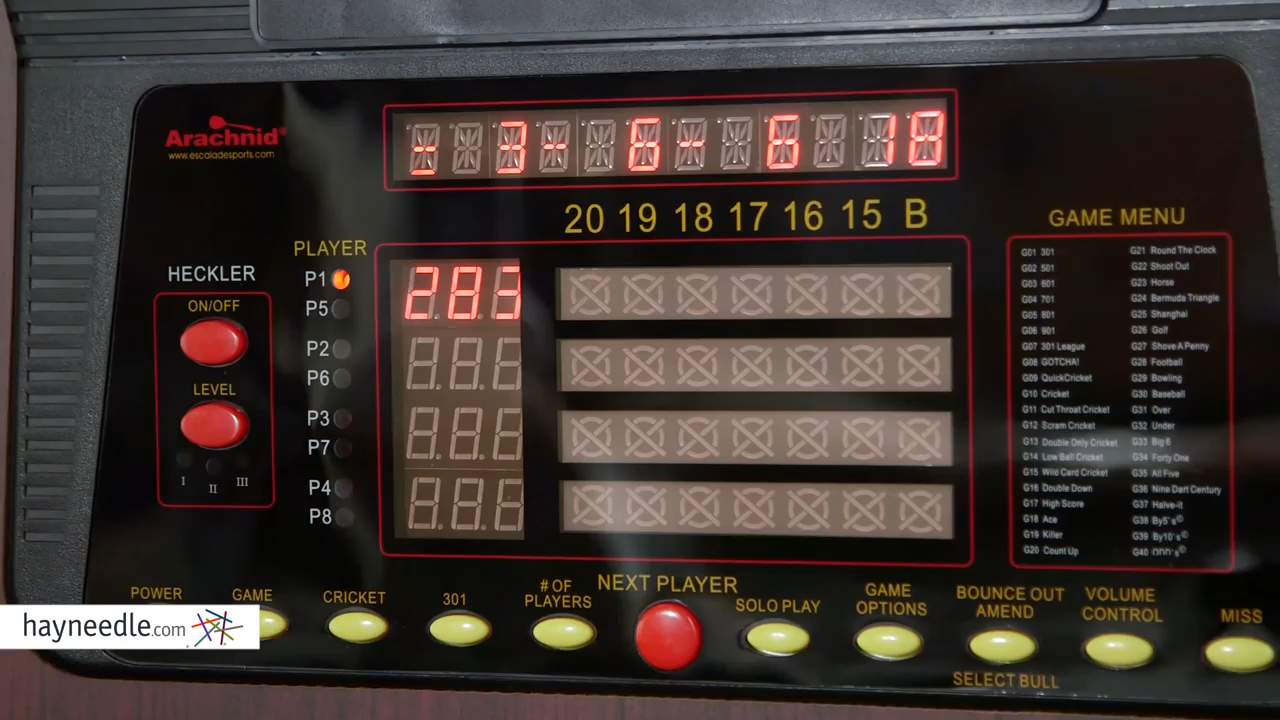 Arachnid®
www.escaladesports.com
= 3- 6- 6 18
20 19 18 17 16 15 B
PLAYER
P1
283
P5
P2
P6
P3
P7
P4
P8
HECKLER
ON/OFF
LEVEL
I II III
GAME MENU
G01 301
G02 501
G03 601
G04 701
G05 801
G06 901
G07 301 League
G08 GOTCHA!
G09 QuickCricket
G10 Cricket
G11 Cut Throat Cricket
G12 Scram Cricket
G13 Double Only Cricket
G14 Low Ball Cricket
G15 Wild Card Cricket
G16 Double Down
G17 High Score
G18 Ace
G19 Killer
G20 Count Up
G21 Round The Clock
G22 Shoot Out
G23 Horse
G24 Bermuda Triangle
G25 Shanghai
G26 Golf
G27 Shove A Penny
G28 Football
G29 Bowling
G30 Baseball
G31 Over
G32 Under
G33 Big 6
G34 Forty One
G35 All Five
G36 Nine Dart Century
G37 Halve-it
G38 By5's©
G39 By10's©
G40 ODD's©
POWER
GAME
CRICKET
301
# OF
PLAYERS
NEXT PLAYER
SOLO PLAY
GAME
OPTIONS
BOUNCE OUT
AMEND
SELECT BULL
VOLUME
CONTROL
MISS
hayneedle.com